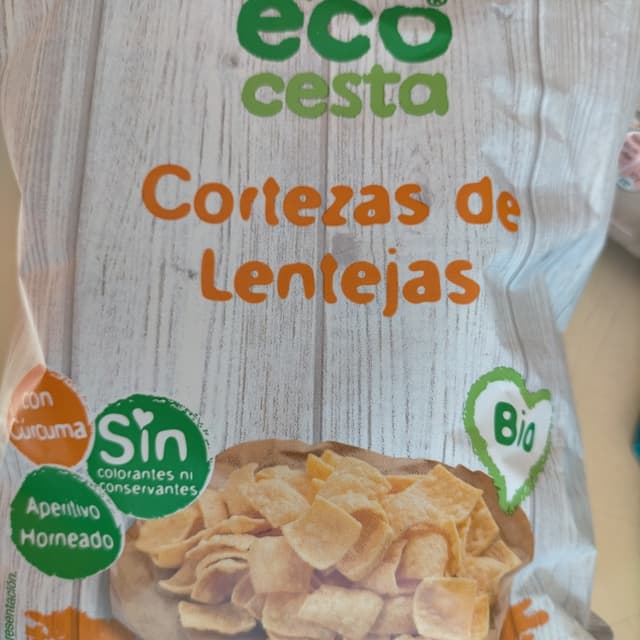 eco®
cesta
Cortezas de
Lentejas
con
Cúrcuma
Sin
colorantes ni
conservantes
Bio
Aperitivo
Horneado